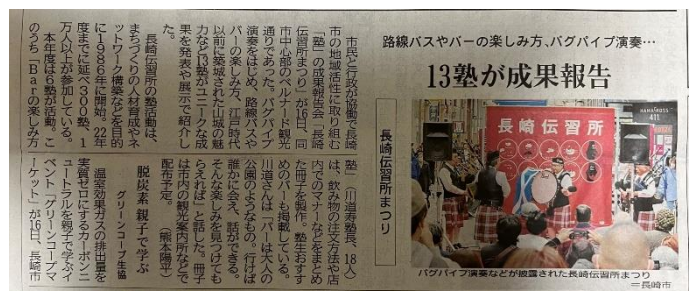 路線バスやバーの楽しみ方、バグパイプ演奏…
13塾が成果報告
長崎伝習所まつり
長崎伝習所
HAMAICHI
411
バグパイプ演奏などが披露された長崎伝習所まつり
＝長崎市
市民と行政が協働で長崎
市の地域活性に取り組む
「塾」の成果報告会「長崎
伝習所まつり」が16日、同
市中心部のベルナード観光
通りであった。バグパイプ
演奏をはじめ、路線バスや
バーの楽しみ方、江戸時代
以前に築城された山城の魅
力など13塾がユニークな成
果を発表や展示で紹介し
た。
長崎伝習所の塾活動は、
まちづくりの人材育成やネ
ットワーク構築などを目的
に1986年に開始。22年
度までに延べ300塾、1
万人以上が参加している。
本年度は6塾が活動。こ
のうち「Barの楽しみ方
塾」（川道寿塾長、18人）
は、飲み物の注文方法や店
内でのマナーなどをまとめ
た冊子を製作。塾生おすす
めのバーも掲載している。
川道さんは「バーは大人の
公園のようなもの。行けば
誰かに会え、話ができる。
そんな楽しみを見つけても
らえれば」と話した。冊子
は市内の観光案内所などで
配布予定。（熊本陽平）
脱炭素 親子で学ぶ
グリーンコープ生協
温室効果ガスの排出量を
実質ゼロにするカーボンニ
ュートラルを親子で学ぶイ
ベント「グリーンコープマ
ーケット」が16日、長崎市